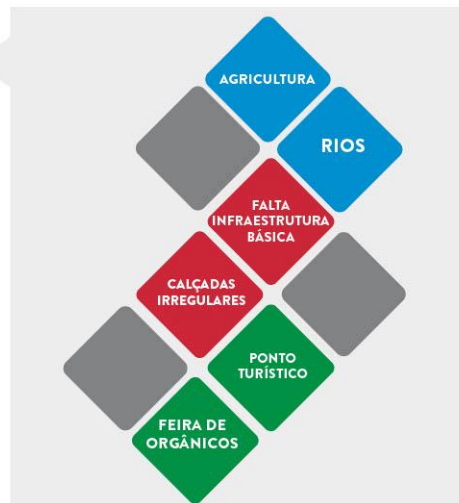 AGRICULTURA
RIOS
FALTA
INFRAESTRUTURA
BÁSICA
CALÇADAS
IRREGULARES
PONTO
TURÍSTICO
FEIRA DE
ORGÂNICOS